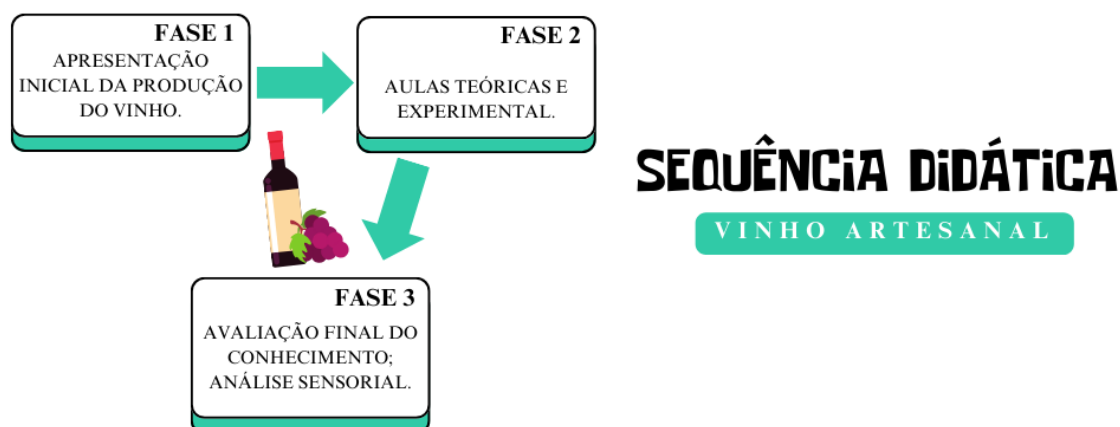 FASE 1
APRESENTAÇÃO
INICIAL DA PRODUÇÃO
DO VINHO.
FASE 2
AULAS TEÓRICAS E
EXPERIMENTAL.
FASE 3
AVALIAÇÃO FINAL DO
CONHECIMENTO;
ANÁLISE SENSORIAL.
SEQUÊNCiA DiDÁTiCA
VINHO ARTESANAL